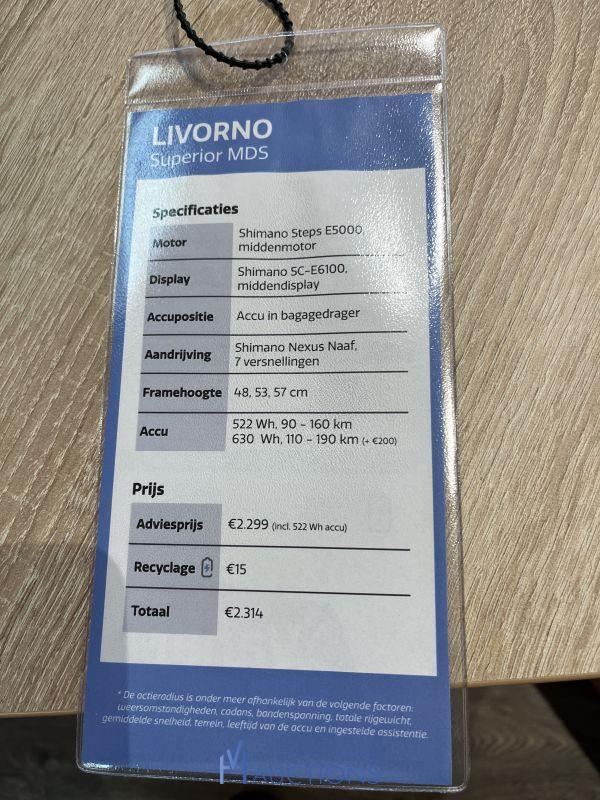 LIVORNO
Superior MDS
Specificaties
Motor Shimano Steps E5000,
middenmotor
Display Shimano SC-E6100,
middendisplay
Accupositie Accu in bagagedrager
Aandrijving Shimano Nexus Naaf,
7 versnellingen
Framehoogte 48, 53, 57 cm
Accu 522 Wh, 90 - 160 km
630 Wh, 110 - 190 km (+ €200)
Prijs
Adviesprijs €2.299 (incl. 522 Wh accu)
Recyclage €15
Totaal €2.314
* De actieradius is onder meer afhankelijk van de volgende factoren:
weersomstandigheden, cadans, bandenspanning, totale rijgewicht,
gemiddelde snelheid, terrein, leeftijd van de accu en ingestelde assistentie.